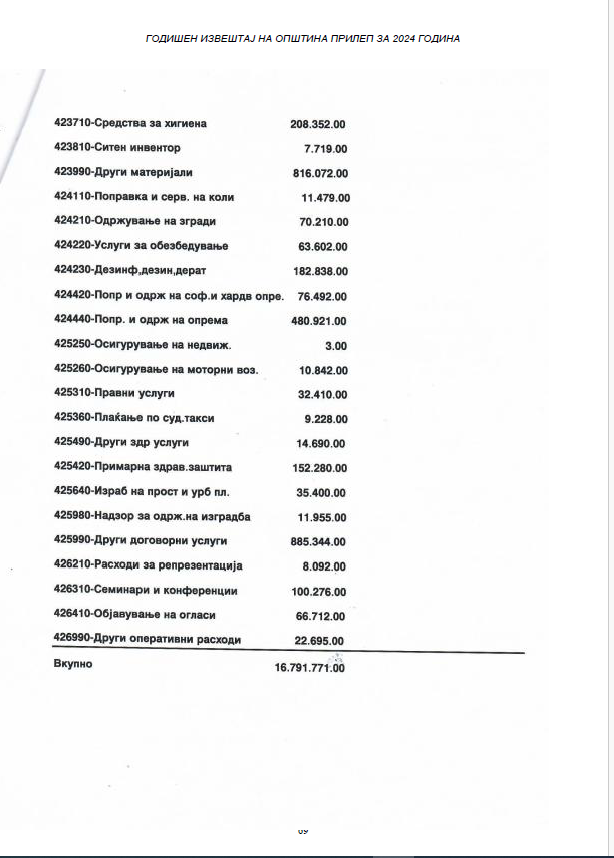 ГОДИШЕН ИЗВЕШТАЈ НА ОПШТИНА ПРИЛЕП ЗА 2024 ГОДИНА
423710-Средства за хигиена 208.352.00
423810-Ситен инвентор 7.719.00
423990-Други материјали 816.072.00
424110-Поправка и серв. на коли 11.479.00
424210-Одржување на згради 70.210.00
424220-Услуги за обезбедување 63.602.00
424230-Дезинф,,дезин,дерат 182.838.00
424420-Попр и одрж на соф.и хардв опре. 76.492.00
424440-Попр. и одрж на опрема 480.921.00
425250-Осигурување на недвиж. 3.00
425260-Осигурување на моторни воз. 10.842.00
425310-Правни услуги 32.410.00
425360-Плаќање по суд.такси 9.228.00
425490-Други здр услуги 14.690.00
425420-Примарна здрав.заштита 152.280.00
425640-Израб на прост и урб пл. 35.400.00
425980-Надзор за одрж.на изградба 11.955.00
425990-Други договорни услуги 885.344.00
426210-Расходи за репрезентација 8.092.00
426310-Семинари и конференции 100.276.00
426410-Објавување на огласи 66.712.00
426990-Други оперативни расходи 22.695.00
Вкупно 16.791.771.00